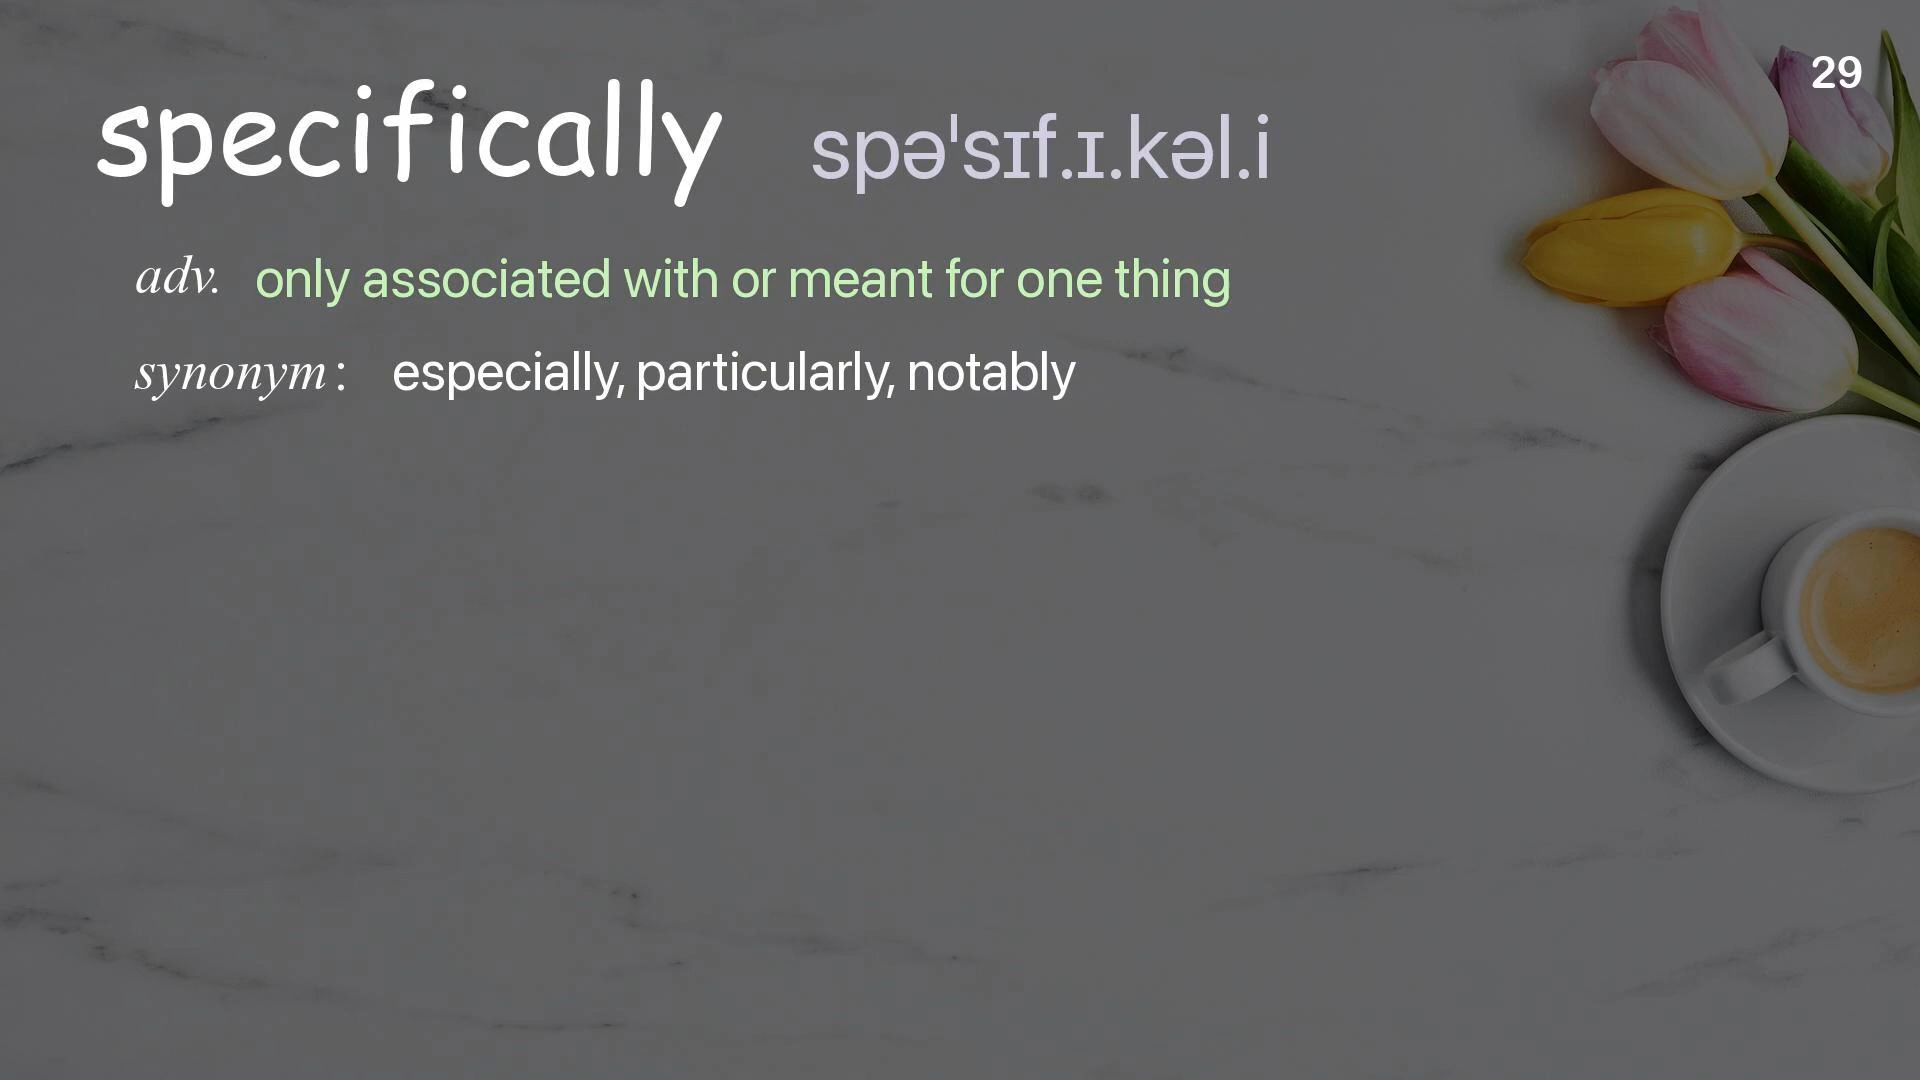 29
specifically spəˈsɪf.ɪ.kəl.i
adv. only associated with or meant for one thing
synonym : especially, particularly, notably